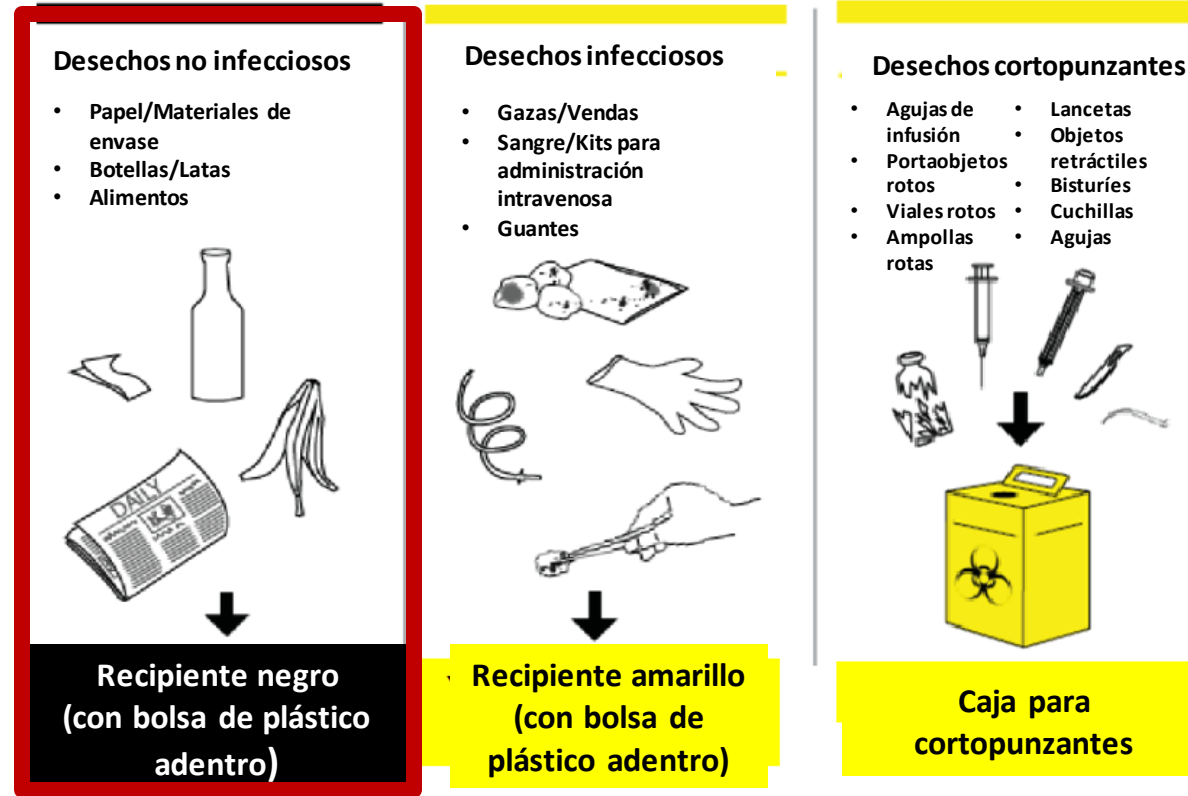 Desechos no infecciosos
• Papel/Materiales de
envase
• Botellas/Latas
• Alimentos
DAILY
Recipiente negro
(con bolsa de plástico
adentro)
Desechos infecciosos
• Gazas/Vendas
• Sangre/Kits para
administración
intravenosa
• Guantes
Recipiente amarillo
(con bolsa de
plástico adentro)
Desechos cortopunzantes
• Agujas de
infusión
• Portaobjetos
rotos
• Viales rotos
• Ampollas
rotas
• Lancetas
• Objetos
retráctiles
• Bisturíes
• Cuchillas
• Agujas
Caja para
cortopunzantes